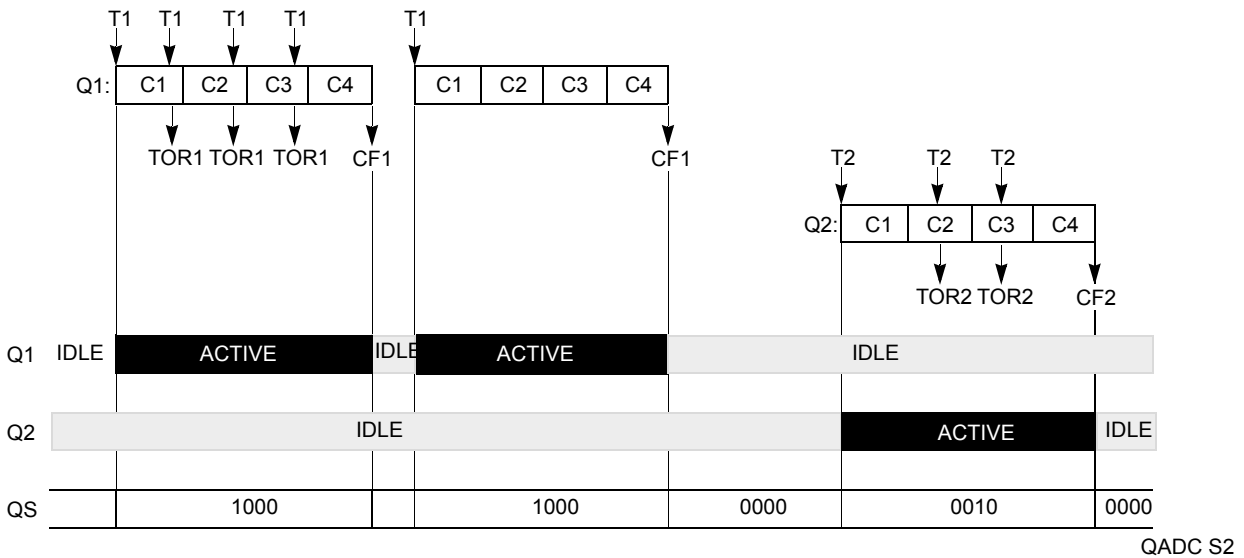 T1 T1 T1 T1 T1
Q1: C1 C2 C3 C4 C1 C2 C3 C4
TOR1 TOR1 TOR1 CF1 CF1
T2 T2 T2
Q2: C1 C2 C3 C4
TOR2 TOR2 CF2
Q1 IDLE ACTIVE IDLE ACTIVE IDLE
Q2 IDLE ACTIVE IDLE
QS 1000 1000 0000 0010 0000
QADC S2